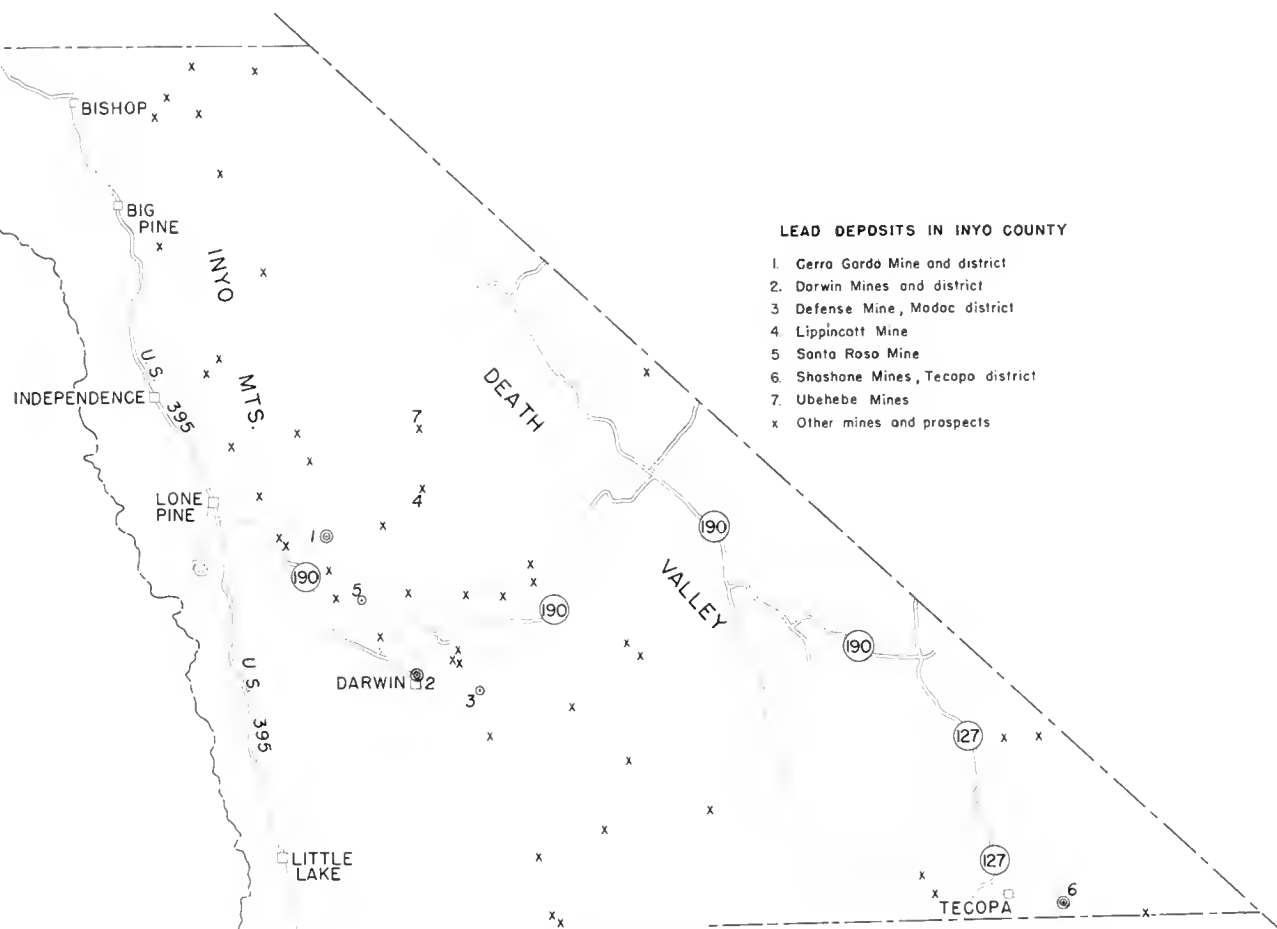 BISHOP
BIG
PINE
INYO
MTS.
U.S.
395
INDEPENDENCE
LONE
PINE
DEATH
VALLEY
7
4
1
190
5
190
190
190
DARWIN
2
3
U.S.
395
127
127
LITTLE
LAKE
TECOPA
6
LEAD DEPOSITS IN INYO COUNTY
1. Cerro Gordo Mine and district
2. Darwin Mines and district
3 Defense Mine, Modoc district
4 Lippincott Mine
5 Santa Rosa Mine
6. Shoshone Mines, Tecopa district
7. Ubehebe Mines
x Other mines and prospects